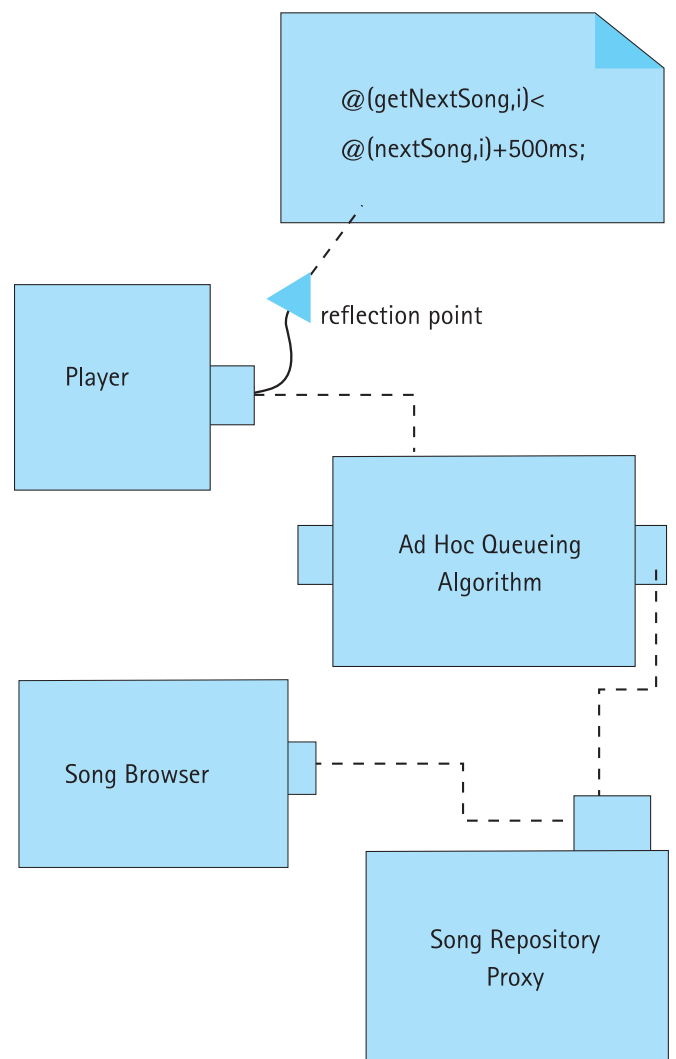 @(getNextSong,i)<
@(nextSong,i)+500ms;
reflection point
Player
Ad Hoc Queueing
Algorithm
Song Browser
Song Repository
Proxy